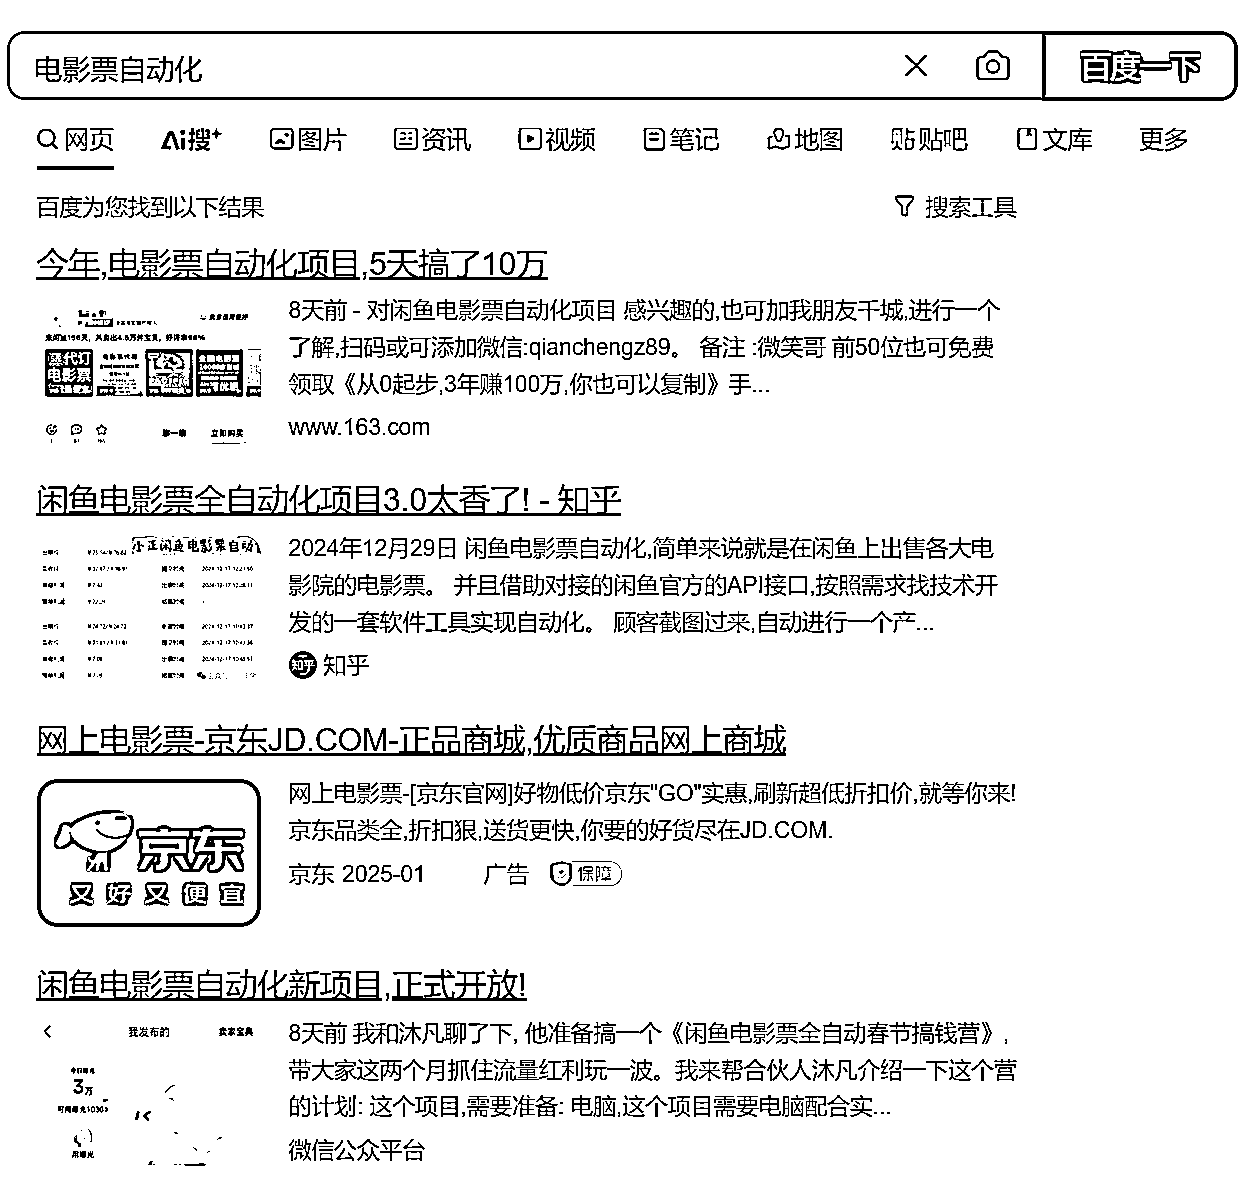 电影票自动化
百度一下
网页 Ai搜 图片 资讯 视频 笔记 地图 贴贴吧 文库 更多
百度为您找到以下结果
搜索工具
今年,电影票自动化项目,5天搞了10万
8天前 - 对闲鱼电影票自动化项目 感兴趣的,也可加我朋友千城,进行一个
了解,扫码或可添加微信:qianchengz89。 备注 :微笑哥 前50位也可免费
领取《从0起步,3年赚100万,你也可以复制》手...
www.163.com
代订
电影票
聊一聊
立即购买
闲鱼电影票全自动化项目3.0太香了! - 知乎
小正闲鱼电影票自动
2024年12月29日 闲鱼电影票自动化,简单来说就是在闲鱼上出售各大电
影院的电影票。 并且借助对接的闲鱼官方的API接口,按照需求找技术开
发的一套软件工具实现自动化。 顾客截图过来,自动进行一个产...
知乎 知乎
网上电影票-京东JD.COM-正品商城,优质商品网上商城
京东
又好又便宜
网上电影票-[京东官网]好物低价京东"GO"实惠,刷新超低折扣价,就等你来!
京东品类全,折扣狠,送货更快,你要的好货尽在JD.COM.
京东 2025-01 广告 保障
闲鱼电影票自动化新项目,正式开放!
我发布的 卖家宝典
今日曝光
3万
8天前 我和沐凡聊了下, 他准备搞一个《闲鱼电影票全自动春节搞钱营》,
带大家这两个月抓住流量红利玩一波。我来帮合伙人沐凡介绍一下这个营
的计划: 这个项目,需要准备: 电脑,这个项目需要电脑配合实...
微信公众平台